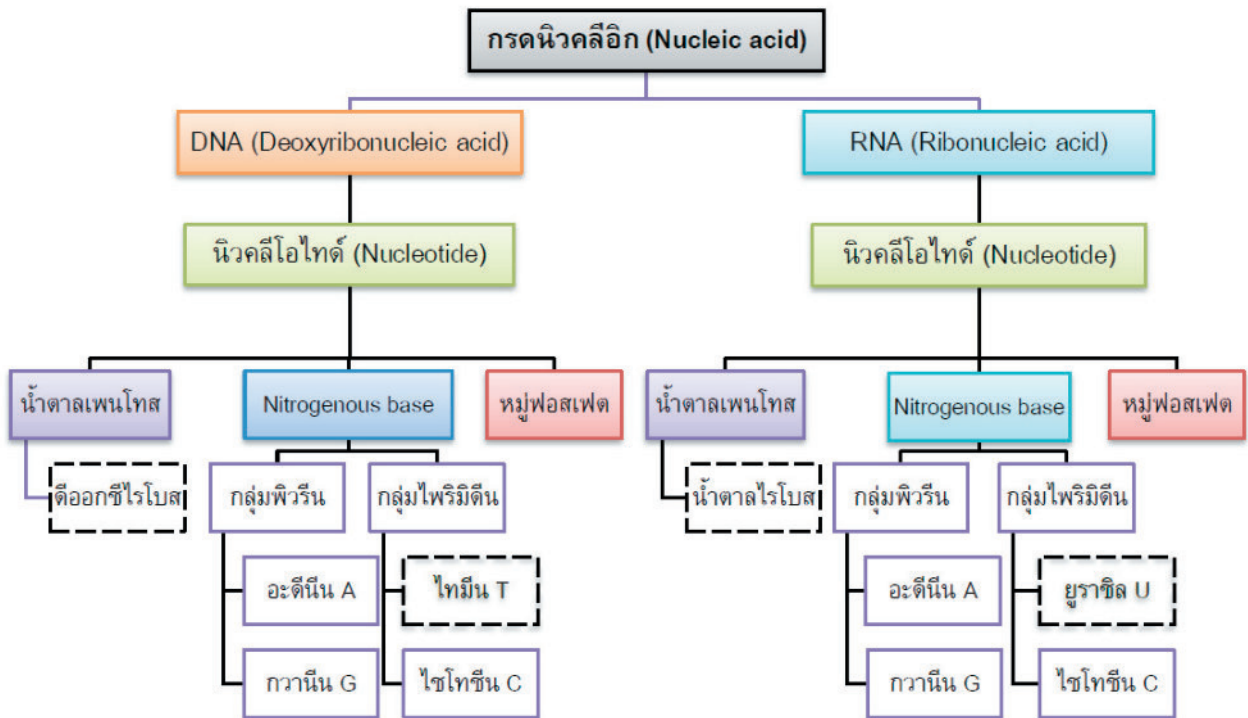 กรดนิวคลีอิก (Nucleic acid)
DNA (Deoxyribonucleic acid)
RNA (Ribonucleic acid)
นิวคลีโอไทด์ (Nucleotide)
นิวคลีโอไทด์ (Nucleotide)
น้ำตาลเพนโทส
Nitrogenous base
หมู่ฟอสเฟต
น้ำตาลเพนโทส
Nitrogenous base
หมู่ฟอสเฟต
ดีออกซีไรโบส
กลุ่มพิวรีน
กลุ่มไพริมิดีน
น้ำตาลไรโบส
กลุ่มพิวรีน
กลุ่มไพริมิดีน
อะดีนีน A
ไทมีน T
อะดีนีน A
ยูราซิล U
กวานีน G
ไซโทซีน C
กวานีน G
ไซโทซีน C